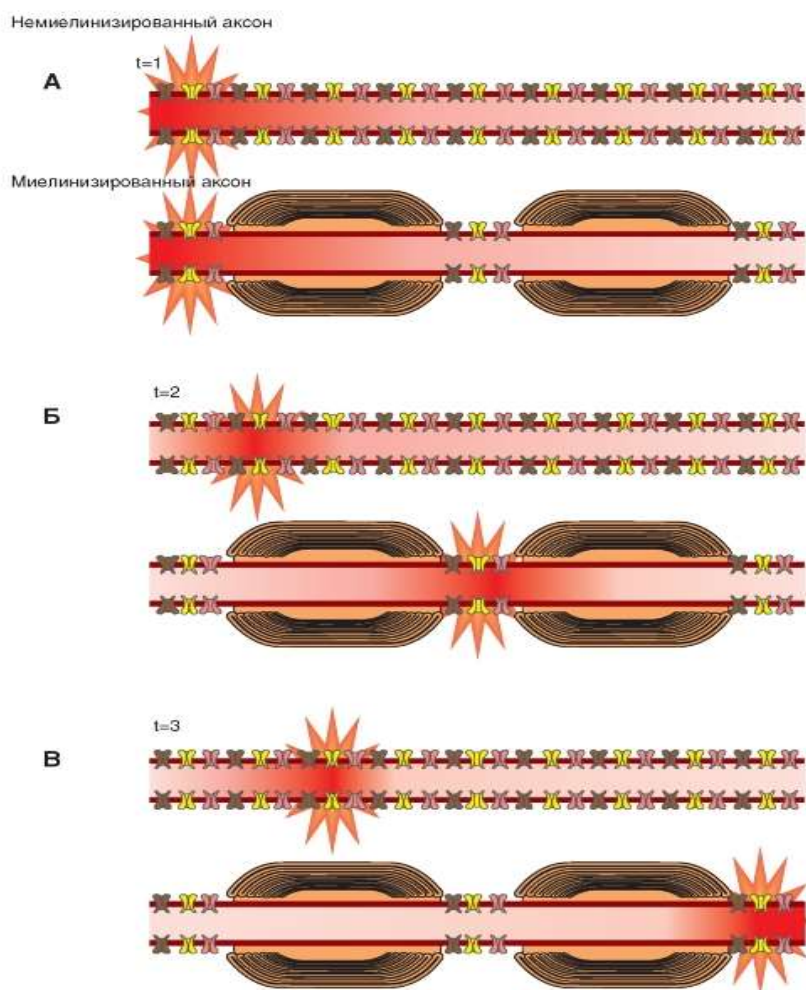 Немиелинизированный аксон
t=1
А
Миелинизированный аксон
t=2
Б
t=3
В